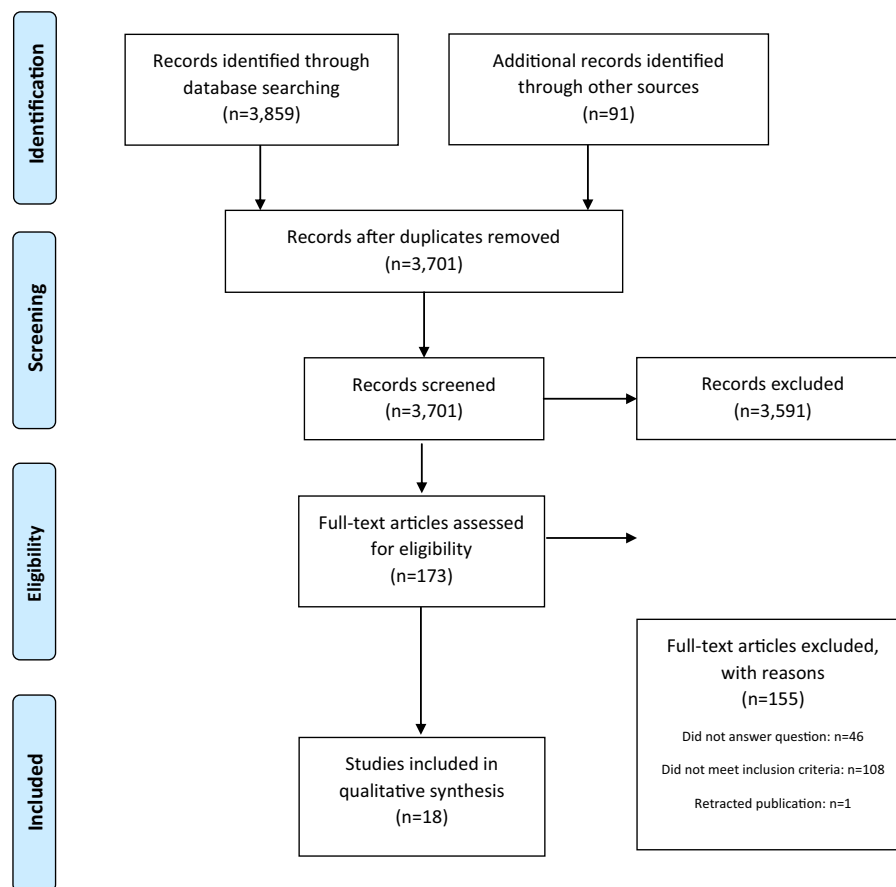 Identification
Records identified through
database searching
(n=3,859)
Additional records identified
through other sources
(n=91)
Records after duplicates removed
(n=3,701)
Screening
Records screened
(n=3,701)
Records excluded
(n=3,591)
Eligibility
Full-text articles assessed
for eligibility
(n=173)
Full-text articles excluded,
with reasons
(n=155)
Did not answer question: n=46
Did not meet inclusion criteria: n=108
Retracted publication: n=1
Included
Studies included in
qualitative synthesis
(n=18)